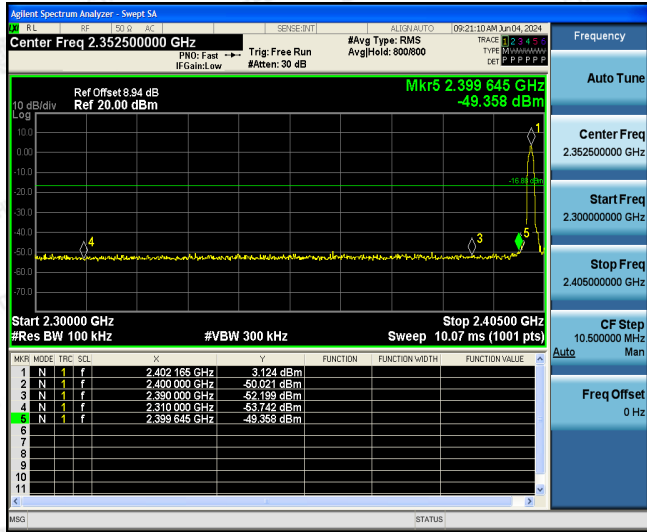 Agilent Spectrum Analyzer - Swept SA
LXI RL RF 50 Ω AC SENSE:INT ALIGN AUTO 09:21:10 AM Jun 04, 2024
Center Freq 2.352500000 GHz
PNO: Fast
IFGain:Low
Trig: Free Run
#Atten: 30 dB
#Avg Type: RMS
Avg|Hold: 800/800
TRACE 1 2 3 4 5 6
TYPE M
DET P P P P P P
Frequency
Auto Tune
Center Freq
2.352500000 GHz
Start Freq
2.300000000 GHz
Stop Freq
2.405000000 GHz
CF Step
10.500000 MHz
Auto Man
Freq Offset
0 Hz
Ref Offset 8.94 dB
Ref 20.00 dBm
10 dB/div
Log
Mkr5 2.399 645 GHz
-49.358 dBm
10.0
0.00
-10.0
-20.0
-30.0
-40.0
-50.0
-60.0
-70.0
1
-16.88 dBm
3
5
4
Start 2.30000 GHz
Stop 2.40500 GHz
#Res BW 100 kHz
#VBW 300 kHz
Sweep 10.07 ms (1001 pts)
MKR MODE TRC SCL X Y FUNCTION FUNCTION WIDTH FUNCTION VALUE
1 N 1 f 2.402 165 GHz 3.124 dBm
2 N 1 f 2.400 000 GHz -50.021 dBm
3 N 1 f 2.390 000 GHz -52.199 dBm
4 N 1 f 2.310 000 GHz -53.742 dBm
5 N 1 f 2.399 645 GHz -49.358 dBm
6
7
8
9
10
11
MSG STATUS